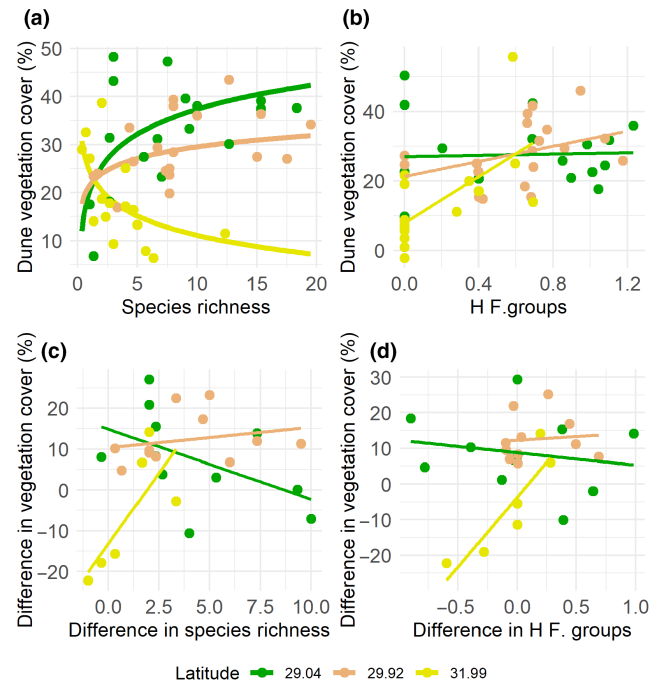 (a)
Dune vegetation cover (%)
50
40
30
20
10
0
5
10
15
20
Species richness
(b)
Dune vegetation cover (%)
40
20
0
0.0
0.4
0.8
1.2
H F.groups
(c)
Difference in vegetation cover (%)
20
10
0
−10
−20
0.0
2.5
5.0
7.5
10.0
Difference in species richness
(d)
Difference in vegetation cover (%)
30
20
10
0
−10
−20
−0.5
0.0
0.5
1.0
Difference in H F. groups
Latitude 29.04 29.92 31.99